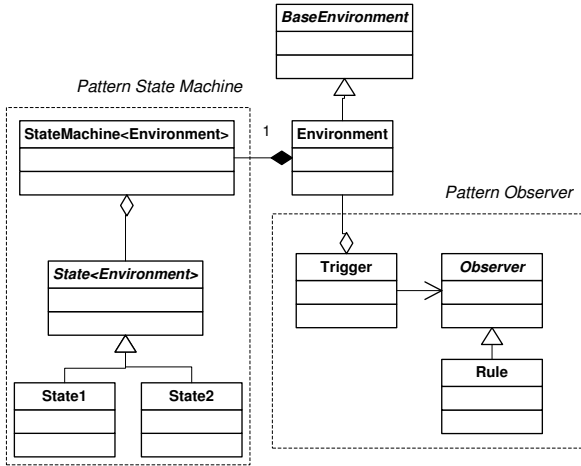 BaseEnvironment
Pattern State Machine
StateMachine<Environment>
1
Environment
Pattern Observer
State<Environment>
Trigger
Observer
State1
State2
Rule